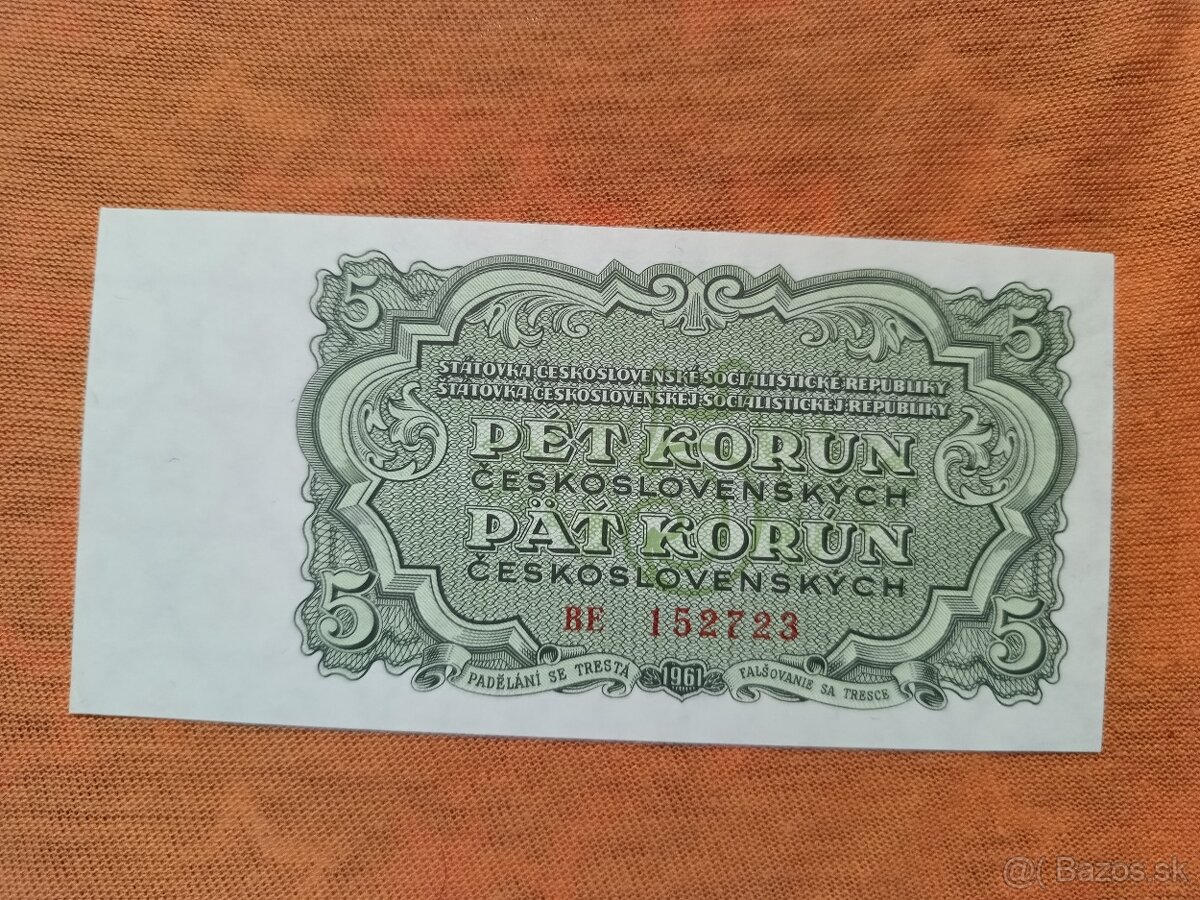 5 5
STÁTOVKA ČESKOSLOVENSKÉ SOCIALISTICKÉ REPUBLIKY
ŠTÁTOVKA ČESKOSLOVENSKEJ SOCIALISTICKEJ REPUBLIKY
PĚT KORUN
ČESKOSLOVENSKÝCH
PÄŤ KORÚN
ČESKOSLOVENSKÝCH
5 5
BE 152723
PADĚLÁNÍ SE TRESTÁ 1961 FALŠOVANIE SA TRESCE
@( Bazos.sk